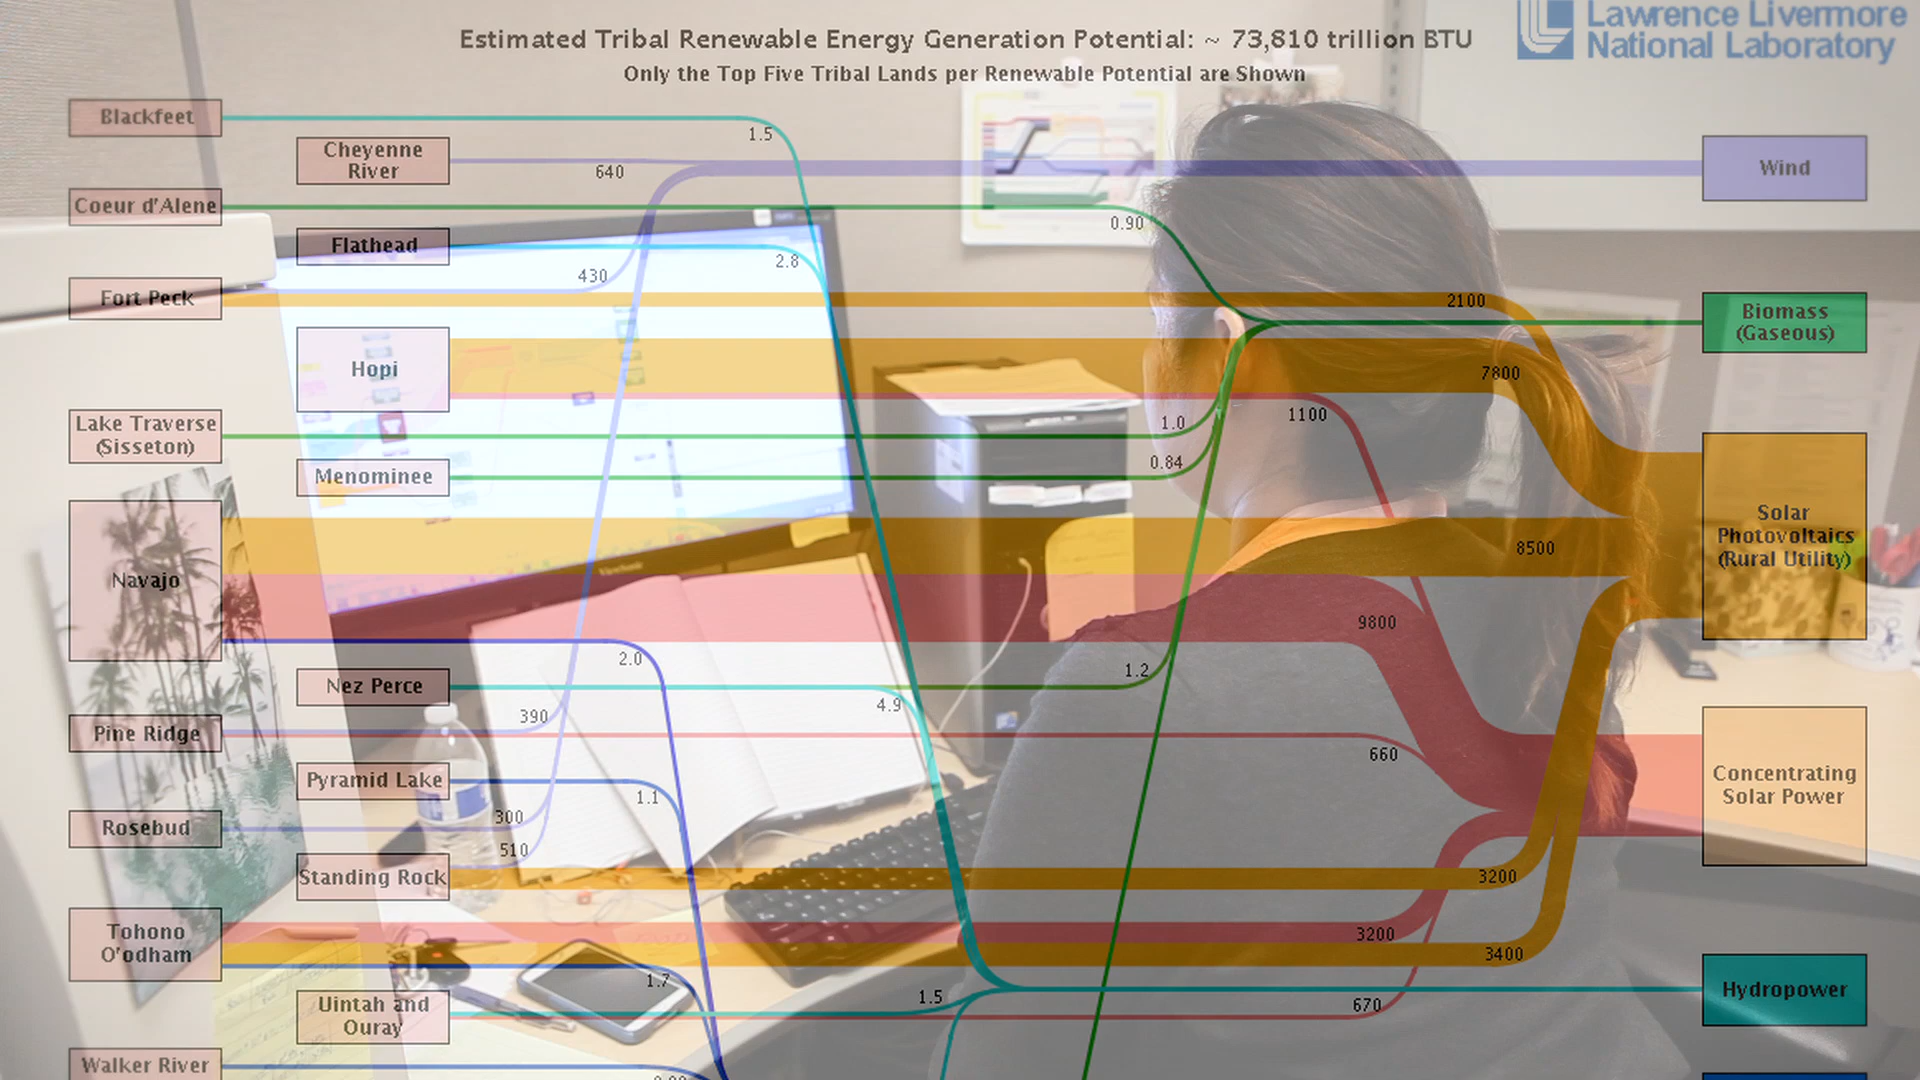 Estimated Tribal Renewable Energy Generation Potential: ~ 73,810 trillion BTU
Only the Top Five Tribal Lands per Renewable Potential are Shown
Lawrence Livermore
National Laboratory
Blackfeet
1.5
Cheyenne
River
640
Wind
Coeur d'Alene
0.90
Flathead
2.8
430
Fort Peck
2100
Biomass
(Gaseous)
Hopi
7800
1100
Lake Traverse
(Sisseton)
1.0
Menominee
0.84
Solar
Photovoltaics
(Rural Utility)
8500
Navajo
9800
2.0
1.2
Nez Perce
4.9
390
Pine Ridge
660
Concentrating
Solar Power
Pyramid Lake
1.1
300
Rosebud
510
Standing Rock
3200
Tohono
O'odham
3200
3400
1.7
Uintah and
Ouray
1.5
670
Hydropower
Walker River